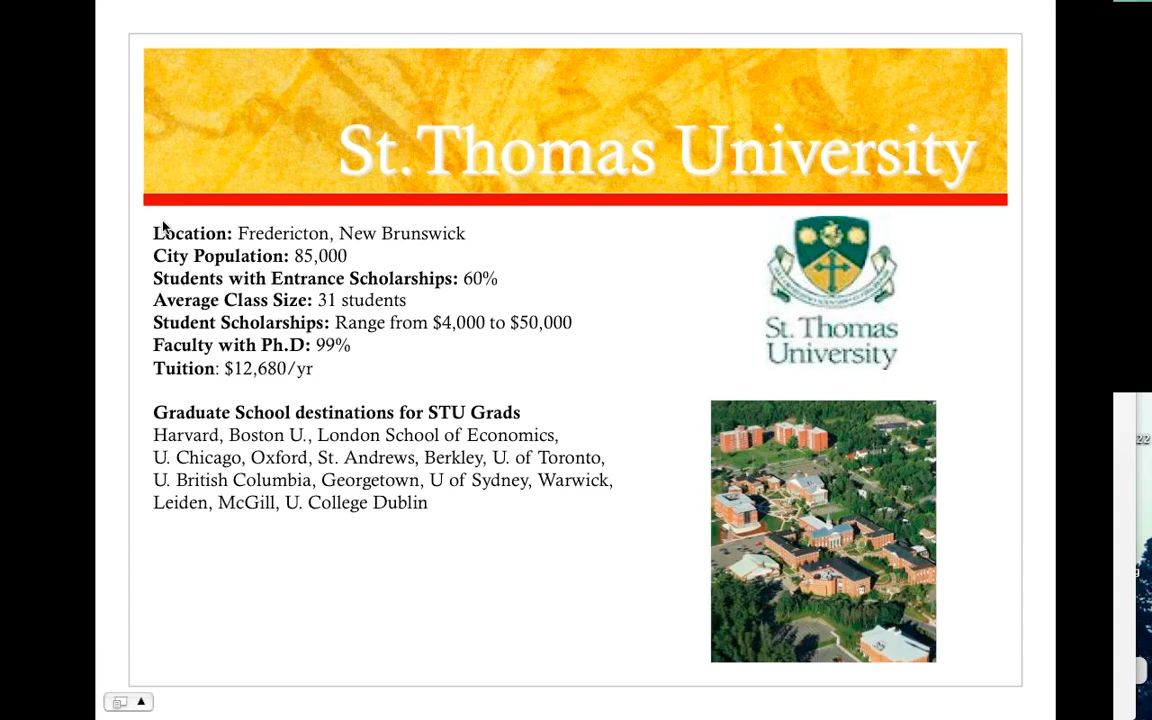 St.Thomas University
Location: Fredericton, New Brunswick
City Population: 85,000
Students with Entrance Scholarships: 60%
Average Class Size: 31 students
Student Scholarships: Range from $4,000 to $50,000
Faculty with Ph.D: 99%
Tuition: $12,680/yr
Graduate School destinations for STU Grads
Harvard, Boston U., London School of Economics,
U. Chicago, Oxford, St. Andrews, Berkley, U. of Toronto,
U. British Columbia, Georgetown, U of Sydney, Warwick,
Leiden, McGill, U. College Dublin
St. Thomas
University
22
g